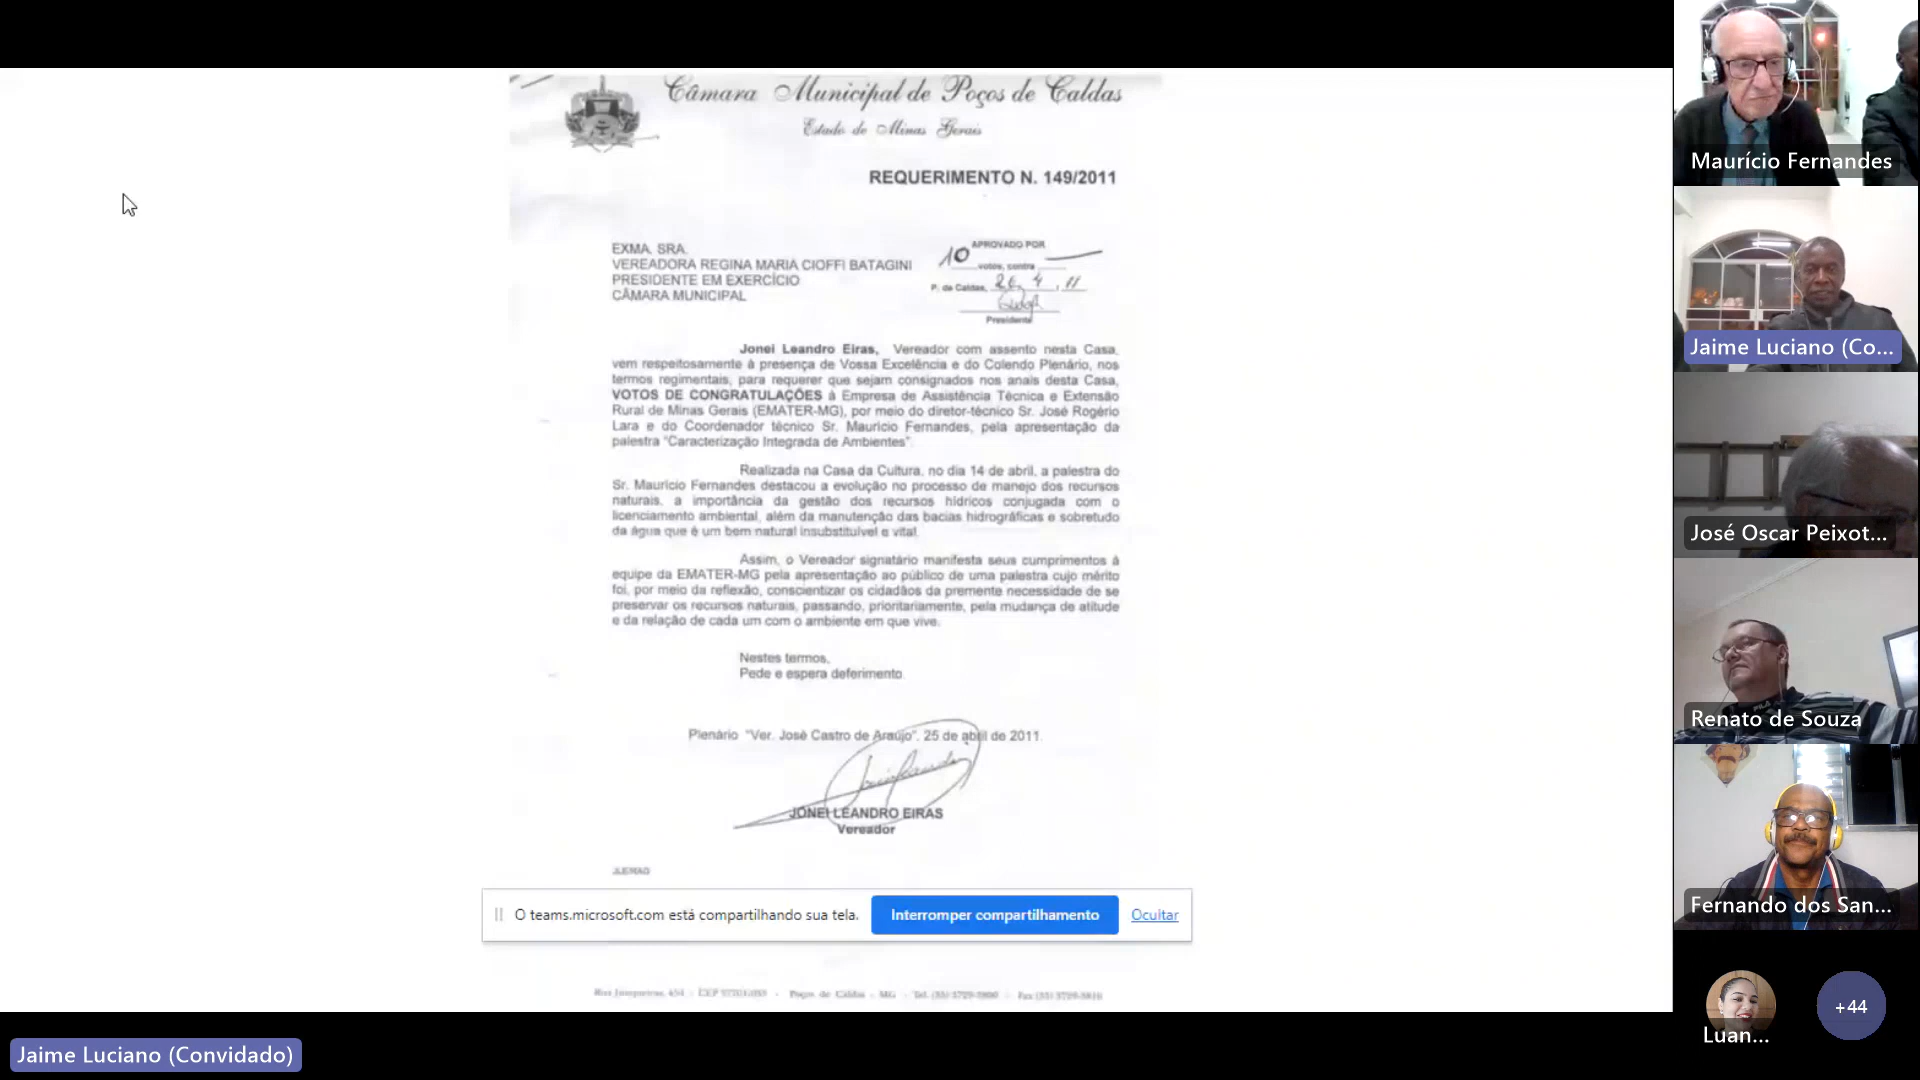 Câmara Municipal de Poços de Caldas
Estado de Minas Gerais
REQUERIMENTO N. 149/2011
EXMA. SRA.
VEREADORA REGINA MARIA CIOFFI BATAGINI
PRESIDENTE EM EXERCÍCIO
CÂMARA MUNICIPAL
APROVADO POR
10 votos, contra
P. de Caldas, 26, 4, 11
Presidente
Jonei Leandro Eiras, Vereador com assento nesta Casa,
vem respeitosamente à presença de Vossa Excelência e do Colendo Plenário, nos
termos regimentais, para requerer que sejam consignados nos anais desta Casa,
VOTOS DE CONGRATULAÇÕES à Empresa de Assistência Técnica e Extensão
Rural de Minas Gerais (EMATER-MG), por meio do diretor-técnico Sr. José Rogério
Lara e do Coordenador técnico Sr. Maurício Fernandes, pela apresentação da
palestra "Caracterização Integrada de Ambientes".
Realizada na Casa da Cultura, no dia 14 de abril, a palestra do
Sr. Maurício Fernandes destacou a evolução no processo de manejo dos recursos
naturais, a importância da gestão dos recursos hídricos conjugada com o
licenciamento ambiental, além da manutenção das bacias hidrográficas e sobretudo
da água que é um bem natural insubstituível e vital.
Assim, o Vereador signatário manifesta seus cumprimentos à
equipe da EMATER-MG pela apresentação ao público de uma palestra cujo mérito
foi, por meio da reflexão, conscientizar os cidadãos da premente necessidade de se
preservar os recursos naturais, passando, prioritariamente, pela mudança de atitude
e da relação de cada um com o ambiente em que vive.
Nestes termos,
Pede e espera deferimento.
Plenário "Ver. José Castro de Araújo", 25 de abril de 2011.
JONEI LEANDRO EIRAS
Vereador
O teams.microsoft.com está compartilhando sua tela.
Interromper compartilhamento
Ocultar
Poços de Caldas - MG
Jaime Luciano (Convidado)
Maurício Fernandes
Jaime Luciano (Co...
José Oscar Peixot...
Renato de Souza
Fernando dos San...
Luan...
+44